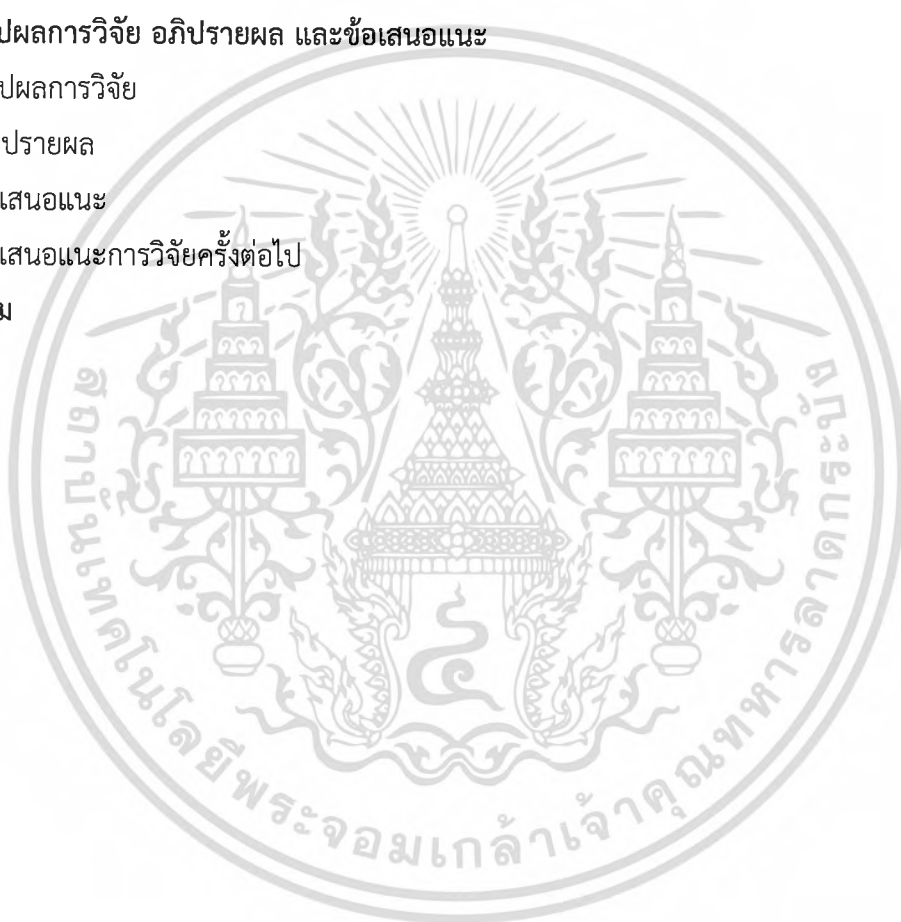 ปผลการวิจัย อภิปรายผล และข้อเสนอแนะ
ปผลการวิจัย
ปรายผล
เสนอแนะ
เสนอแนะการวิจัยครั้งต่อไป
ม
สถาบันเทคโนโลยีพระจอมเกล้าเจ้าคุณทหารลาดกระบัง
๔